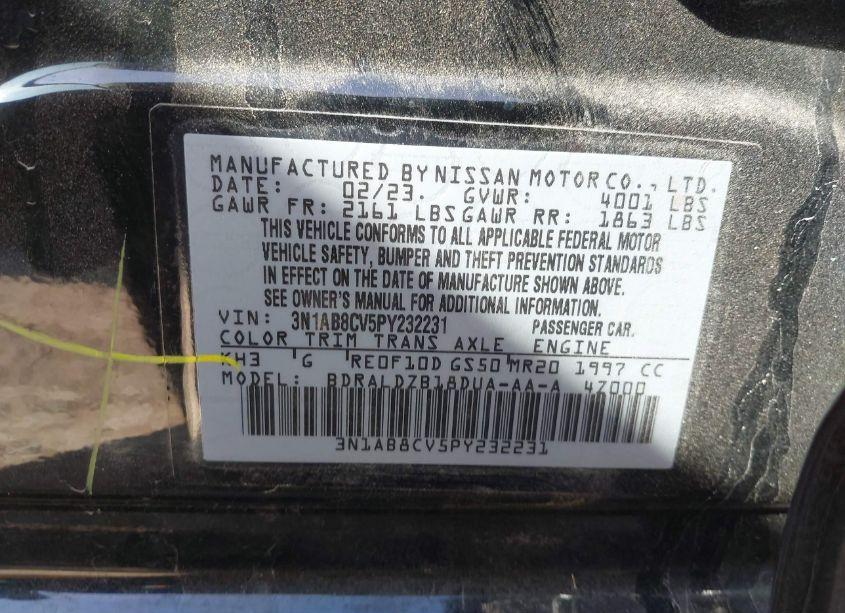 MANUFACTURED BY NISSAN MOTOR CO., LTD.
DATE: 02/23. GVWR: 4001 LBS
GAWR FR: 2161 LBS GAWR RR: 1863 LBS
THIS VEHICLE CONFORMS TO ALL APPLICABLE FEDERAL MOTOR
VEHICLE SAFETY, BUMPER AND THEFT PREVENTION STANDARDS
IN EFFECT ON THE DATE OF MANUFACTURE SHOWN ABOVE.
SEE OWNER'S MANUAL FOR ADDITIONAL INFORMATION.
VIN: 3N1AB8CV5PY232231 PASSENGER CAR.
COLOR TRIM TRANS AXLE ENGINE
KH3 G RE0F10D GS50 MR20 1997 CC
MODEL: BDRALDZB18DUA-AA-A 4Z000
3N1AB8CV5PY232231